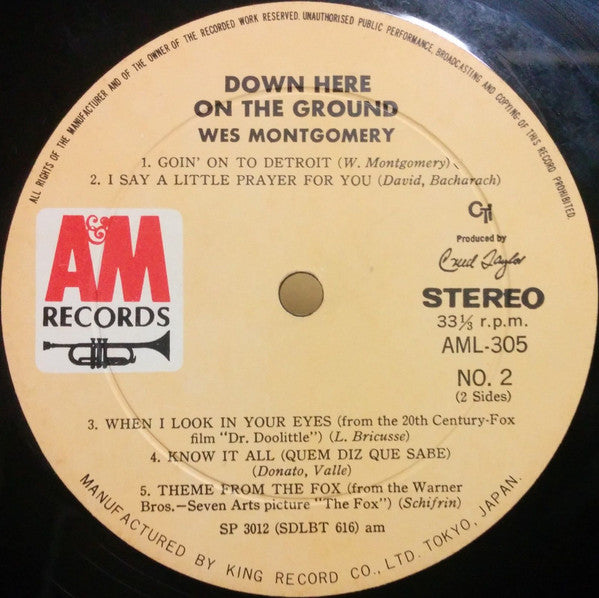 ALL RIGHTS OF THE MANUFACTURER AND OF THE OWNER OF THE RECORDED WORK RESERVED. UNAUTHORISED PUBLIC PERFORMANCE, BROADCASTING AND COPYING OF THIS RECORD PROHIBITED.
DOWN HERE
ON THE GROUND
WES MONTGOMERY
1. GOIN' ON TO DETROIT (W. Montgomery)
2. I SAY A LITTLE PRAYER FOR YOU (David, Bacharach)
A&M
RECORDS
CTI
Produced by
Creed Taylor
STEREO
33⅓ r.p.m.
AML-305
NO. 2
(2 Sides)
3. WHEN I LOOK IN YOUR EYES (from the 20th Century-Fox
film "Dr. Doolittle") (L. Bricusse)
4. KNOW IT ALL (QUEM DIZ QUE SABE)
(Donato, Valle)
5. THEME FROM THE FOX (from the Warner
Bros.—Seven Arts picture "The Fox") (Schifrin)
SP 3012 (SDLBT 616) am
MANUFACTURED BY KING RECORD CO., LTD. TOKYO, JAPAN.